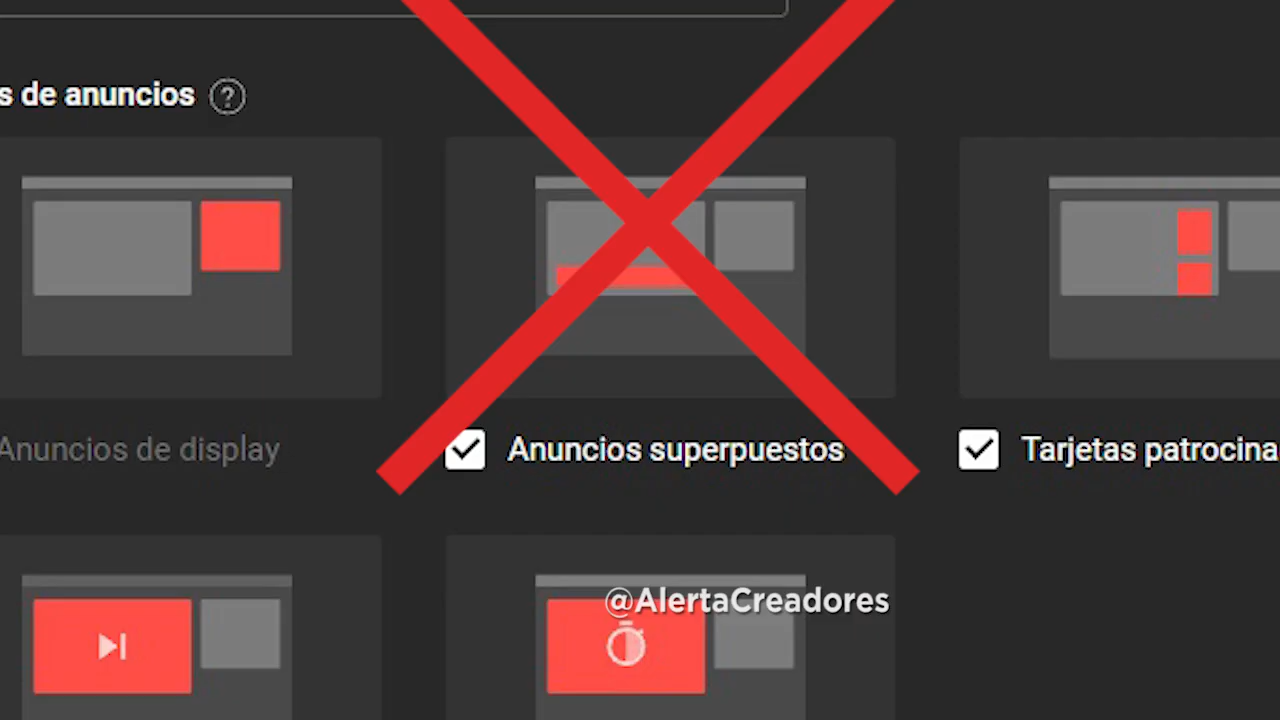 s de anuncios ?
Anuncios de display
Anuncios superpuestos
Tarjetas patrocina
@AlertaCreadores